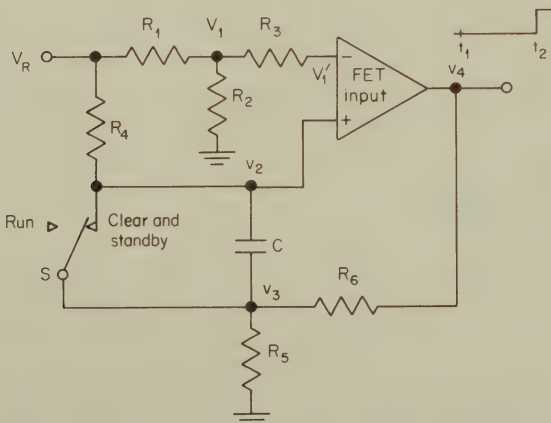 R1
V1
R3
VR
V1'
FET
input
−
+
t1
t2
v4
R2
R4
v2
Run
Clear and
standby
S
C
v3
R6
R5